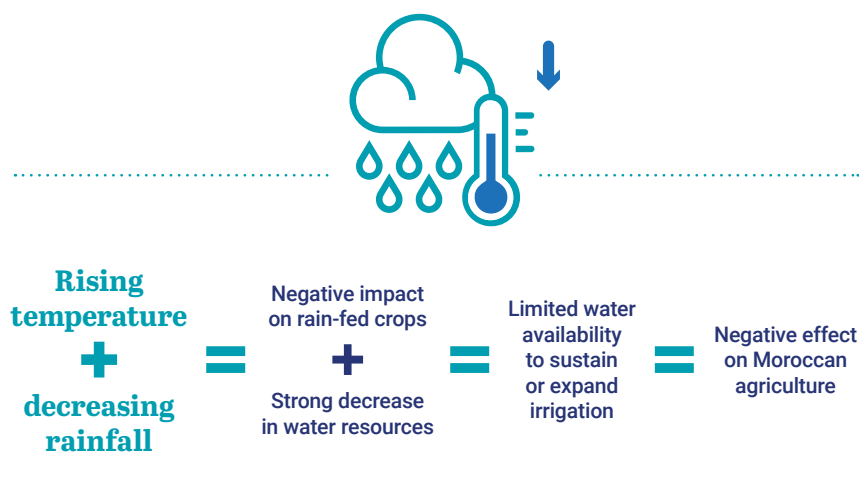 Rising
temperature
+
decreasing
rainfall
=
Negative impact
on rain-fed crops
+
Strong decrease
in water resources
=
Limited water
availability
to sustain
or expand
irrigation
=
Negative effect
on Moroccan
agriculture